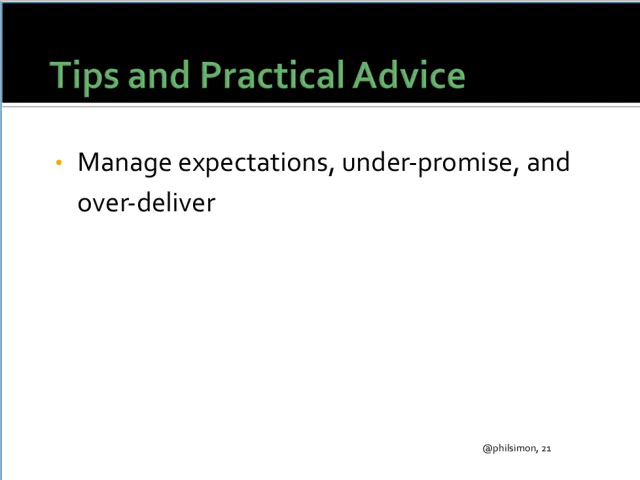 Tips and Practical Advice
• Manage expectations, under-promise, and
over-deliver
@philsimon, 21